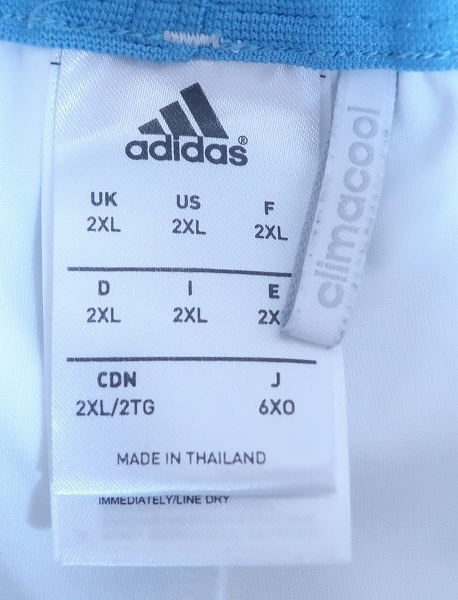 adidas®
UK US F
2XL 2XL 2XL
D I E
2XL 2XL 2X
CDN J
2XL/2TG 6XO
MADE IN THAILAND
IMMEDIATELY/LINE DRY
climacool